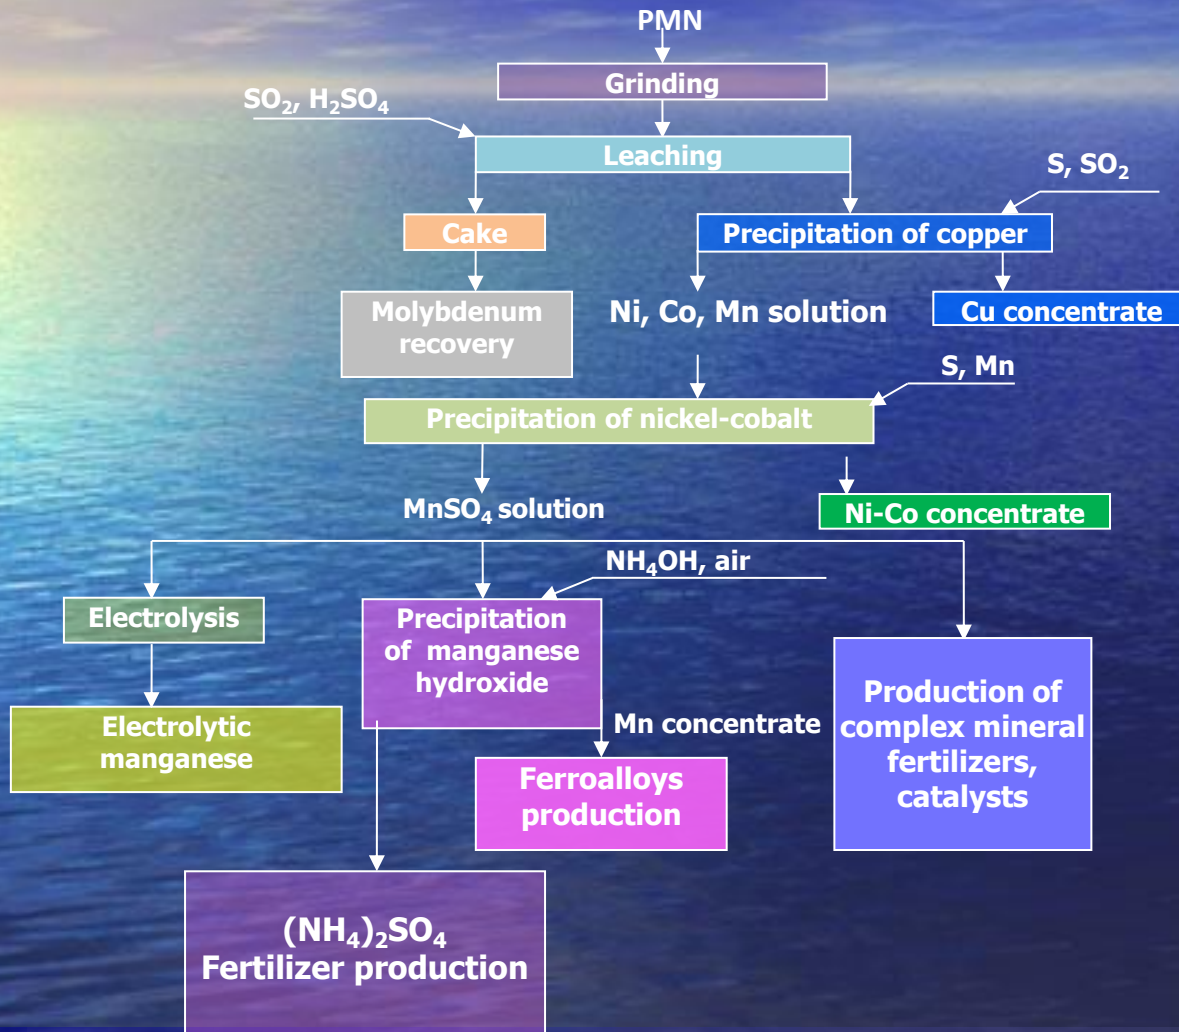 PMN
Grinding
SO₂, H₂SO₄
Leaching
S, SO₂
Cake
Precipitation of copper
Molybdenum
recovery
Ni, Co, Mn solution
Cu concentrate
S, Mn
Precipitation of nickel-cobalt
MnSO₄ solution
Ni-Co concentrate
NH₄OH, air
Electrolysis
Precipitation
of manganese
hydroxide
Production of
complex mineral
fertilizers,
catalysts
Electrolytic
manganese
Mn concentrate
Ferroalloys
production
(NH₄)₂SO₄
Fertilizer production